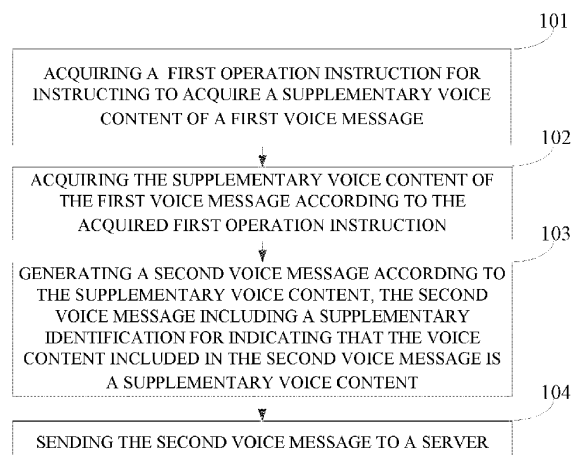 101
ACQUIRING A FIRST OPERATION INSTRUCTION FOR
INSTRUCTING TO ACQUIRE A SUPPLEMENTARY VOICE
CONTENT OF A FIRST VOICE MESSAGE
102
ACQUIRING THE SUPPLEMENTARY VOICE CONTENT OF
THE FIRST VOICE MESSAGE ACCORDING TO THE
ACQUIRED FIRST OPERATION INSTRUCTION
103
GENERATING A SECOND VOICE MESSAGE ACCORDING TO
THE SUPPLEMENTARY VOICE CONTENT, THE SECOND
VOICE MESSAGE INCLUDING A SUPPLEMENTARY
IDENTIFICATION FOR INDICATING THAT THE VOICE
CONTENT INCLUDED IN THE SECOND VOICE MESSAGE IS
A SUPPLEMENTARY VOICE CONTENT
104
SENDING THE SECOND VOICE MESSAGE TO A SERVER